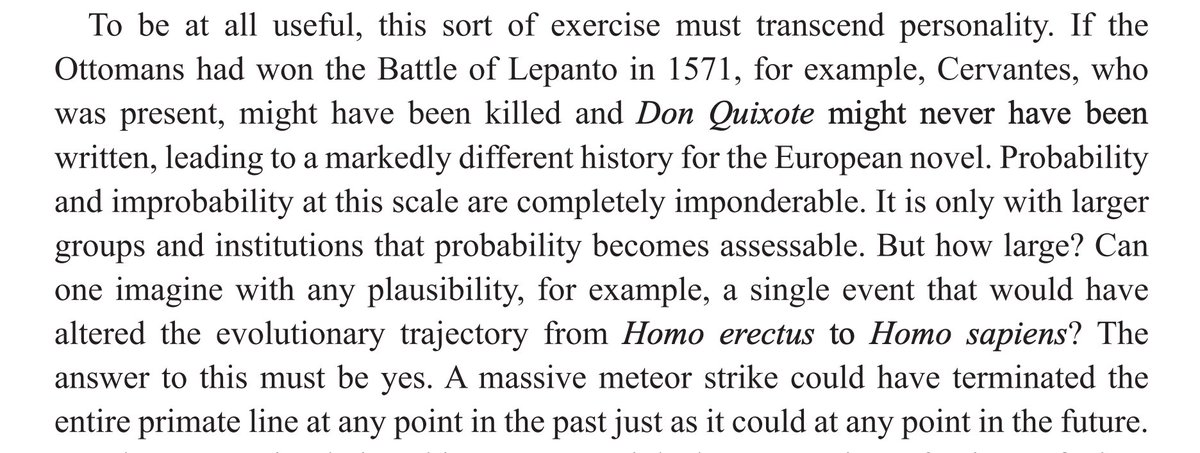 To be at all useful, this sort of exercise must transcend personality. If the
Ottomans had won the Battle of Lepanto in 1571, for example, Cervantes, who
was present, might have been killed and Don Quixote might never have been
written, leading to a markedly different history for the European novel. Probability
and improbability at this scale are completely imponderable. It is only with larger
groups and institutions that probability becomes assessable. But how large? Can
one imagine with any plausibility, for example, a single event that would have
altered the evolutionary trajectory from Homo erectus to Homo sapiens? The
answer to this must be yes. A massive meteor strike could have terminated the
entire primate line at any point in the past just as it could at any point in the future.